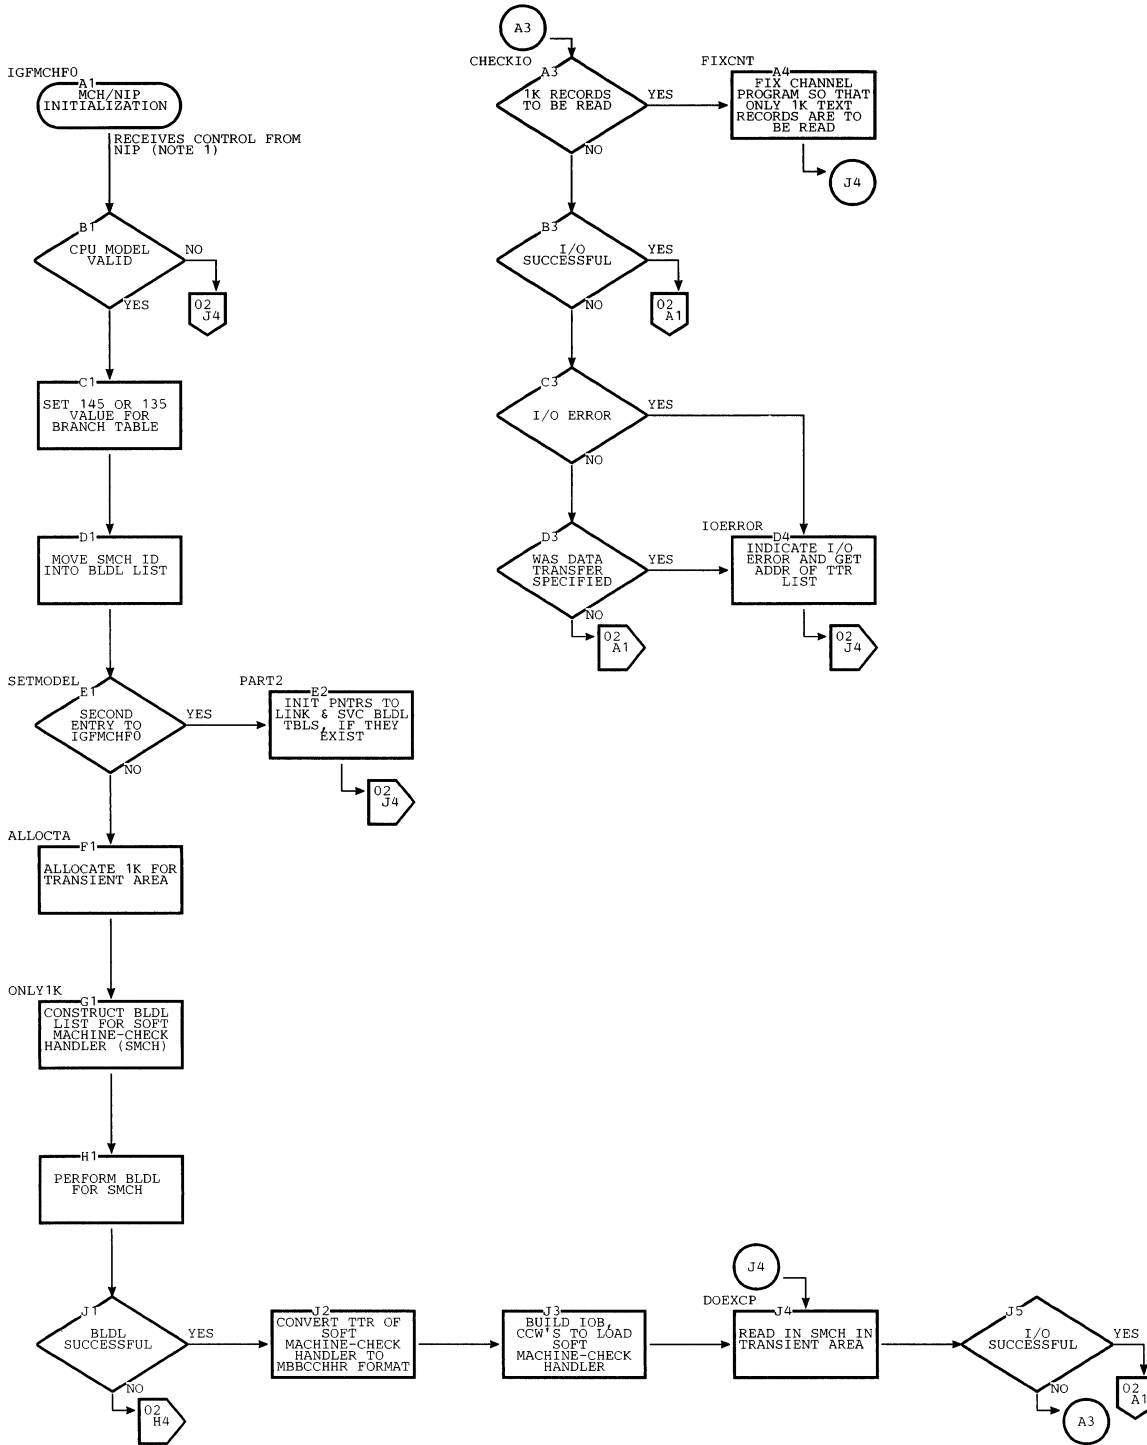 IGFMCHF0
A1
MCH/NIP
INITIALIZATION
RECEIVES CONTROL FROM
NIP (NOTE 1)
B1
CPU MODEL
VALID
NO
02
J4
YES
C1
SET 145 OR 135
VALUE FOR
BRANCH TABLE
D1
MOVE SMCH ID
INTO BLDL LIST
SETMODEL
E1
SECOND
ENTRY TO
IGFMCHF0
YES
NO
PART2
E2
INIT PNTRS TO
LINK & SVC BLDL
TBLS, IF THEY
EXIST
02
J4
ALLOCTA
F1
ALLOCATE 1K FOR
TRANSIENT AREA
ONLY1K
G1
CONSTRUCT BLDL
LIST FOR SOFT
MACHINE-CHECK
HANDLER (SMCH)
H1
PERFORM BLDL
FOR SMCH
J1
BLDL
SUCCESSFUL
YES
NO
02
H4
J2
CONVERT TTR OF
SOFT
MACHINE-CHECK
HANDLER TO
MBBCCHHR FORMAT
J3
BUILD IOB,
CCW'S TO LOAD
SOFT
MACHINE-CHECK
HANDLER
J4
DOEXCP
J4
READ IN SMCH IN
TRANSIENT AREA
J5
I/O
SUCCESSFUL
YES
02
A1
NO
A3
A3
CHECKIO
A3
1K RECORDS
TO BE READ
YES
NO
FIXCNT
A4
FIX CHANNEL
PROGRAM SO THAT
ONLY 1K TEXT
RECORDS ARE TO
BE READ
J4
B3
I/O
SUCCESSFUL
YES
02
A1
NO
C3
I/O ERROR
YES
NO
D3
WAS DATA
TRANSFER
SPECIFIED
YES
NO
02
A1
IOERROR
D4
INDICATE I/O
ERROR AND GET
ADDR OF TTR
LIST
02
J4